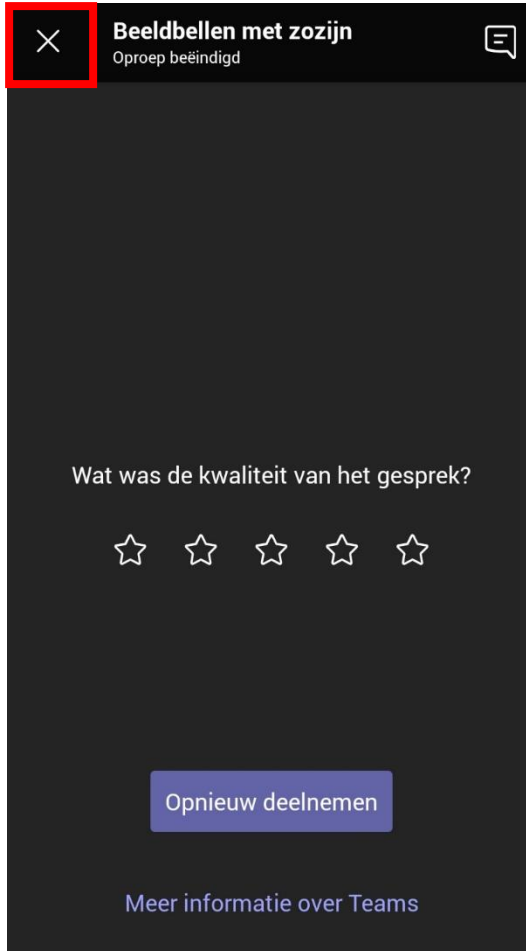 Beeldbellen met zozijn
Oproep beëindigd
Wat was de kwaliteit van het gesprek?
Opnieuw deelnemen
Meer informatie over Teams